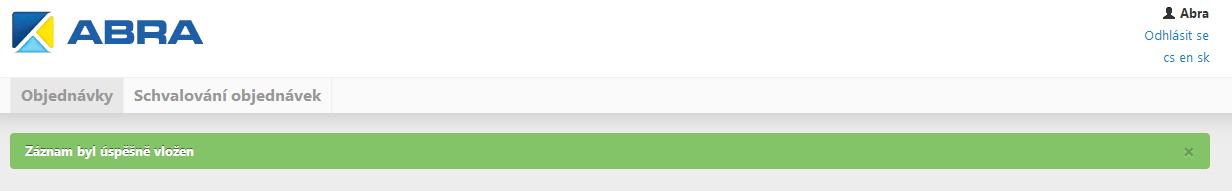 ABRA
Abra
Odhlásit se
cs en sk
Objednávky Schvalování objednávek
Záznam byl úspěšně vložen ×